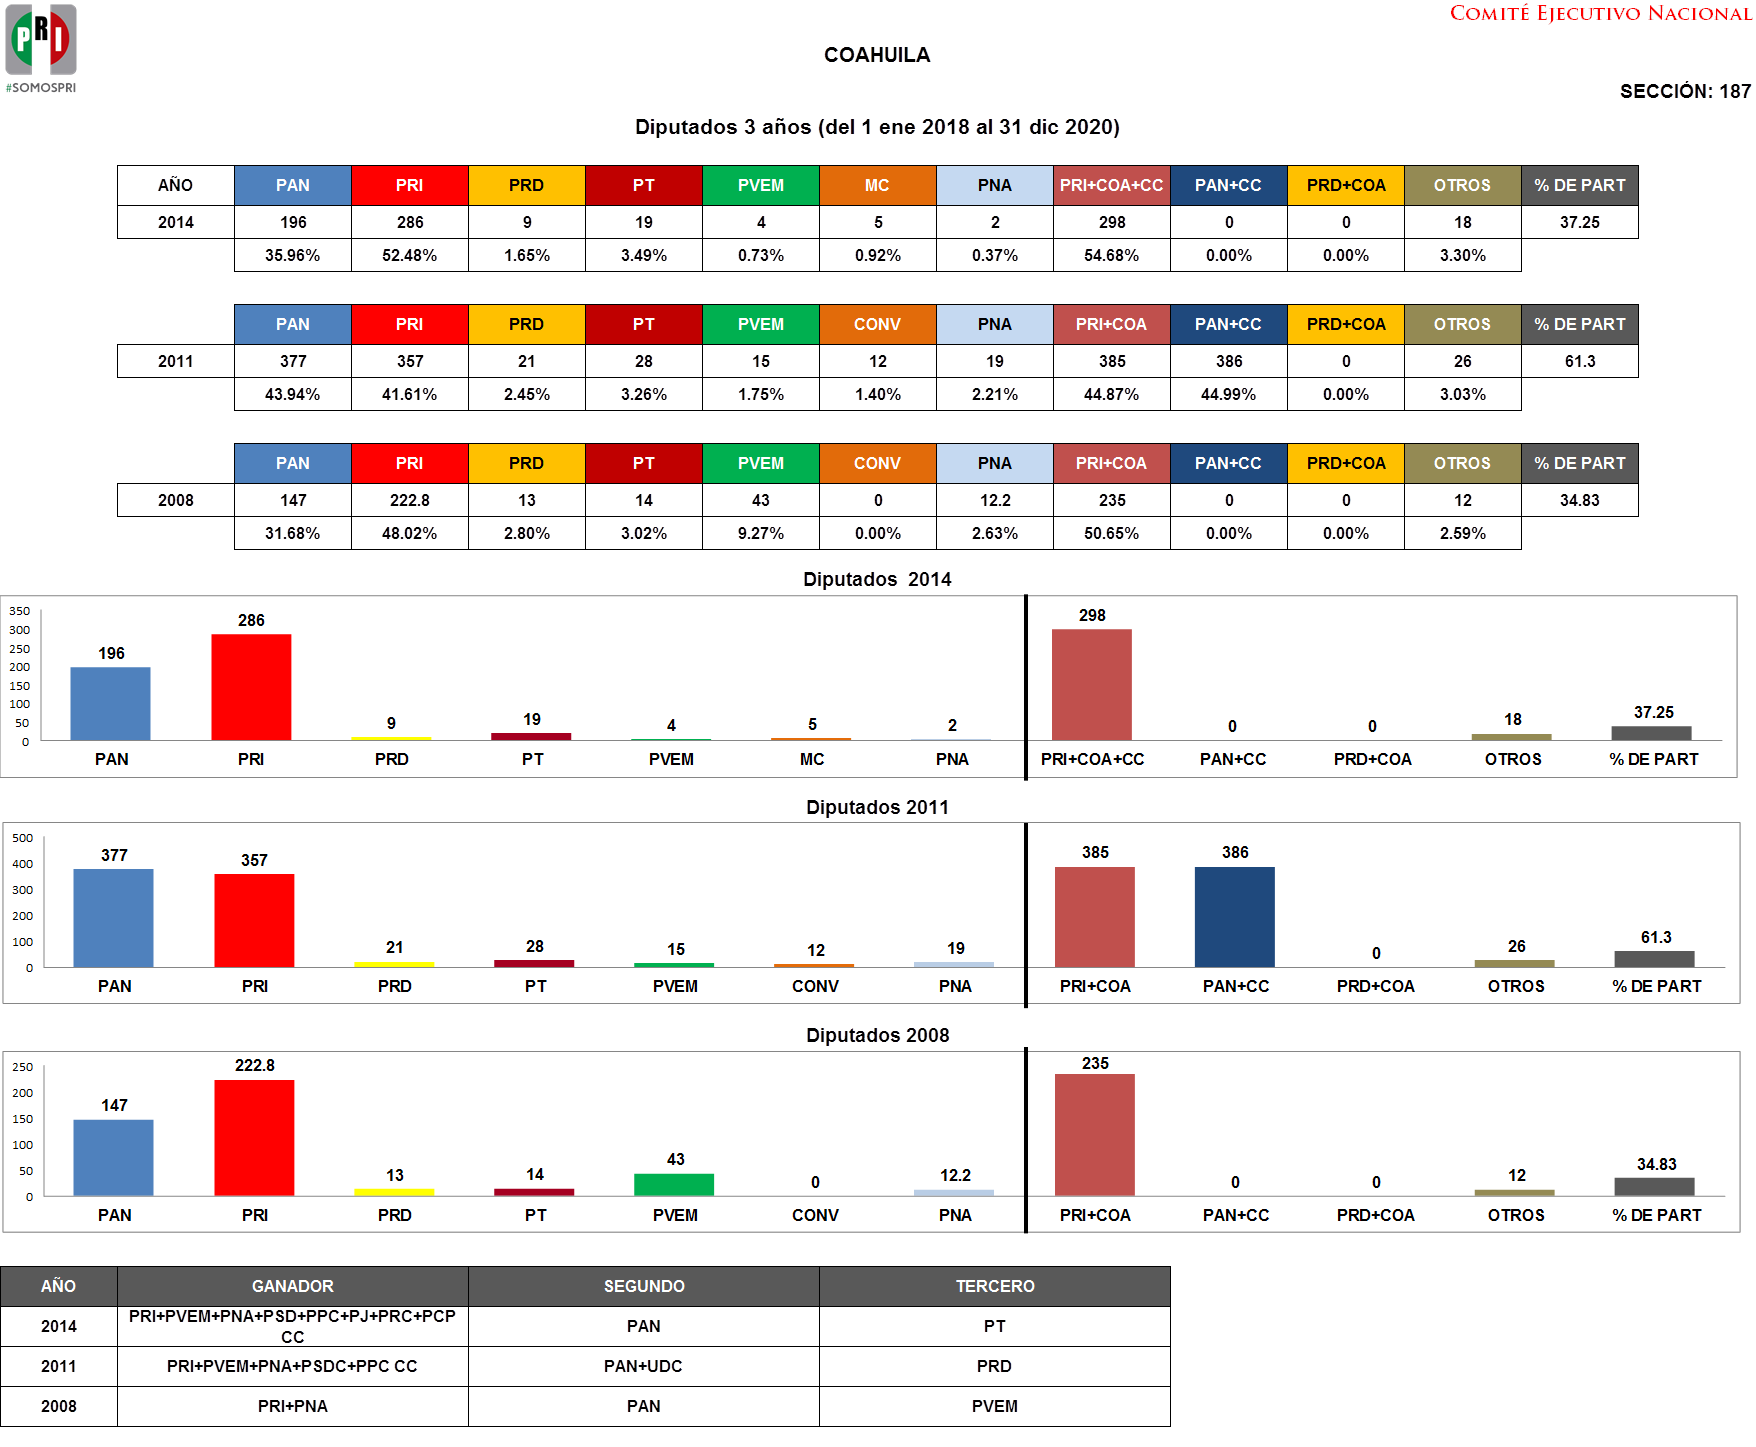 COMITÉ EJECUTIVO NACIONAL
PRI
#SOMOSPRI
COAHUILA
SECCIÓN: 187
Diputados 3 años (del 1 ene 2018 al 31 dic 2020)
AÑO PAN PRI PRD PT PVEM MC PNA PRI+COA+CC PAN+CC PRD+COA OTROS % DE PART
2014 196 286 9 19 4 5 2 298 0 0 18 37.25
35.96% 52.48% 1.65% 3.49% 0.73% 0.92% 0.37% 54.68% 0.00% 0.00% 3.30%
PAN PRI PRD PT PVEM CONV PNA PRI+COA PAN+CC PRD+COA OTROS % DE PART
2011 377 357 21 28 15 12 19 385 386 0 26 61.3
43.94% 41.61% 2.45% 3.26% 1.75% 1.40% 2.21% 44.87% 44.99% 0.00% 3.03%
PAN PRI PRD PT PVEM CONV PNA PRI+COA PAN+CC PRD+COA OTROS % DE PART
2008 147 222.8 13 14 43 0 12.2 235 0 0 12 34.83
31.68% 48.02% 2.80% 3.02% 9.27% 0.00% 2.63% 50.65% 0.00% 0.00% 2.59%
Diputados 2014
350
300
250
200
150
100
50
0
196 286 9 19 4 5 2 298 0 0 18 37.25
PAN PRI PRD PT PVEM MC PNA PRI+COA+CC PAN+CC PRD+COA OTROS % DE PART
Diputados 2011
500
400
300
200
100
0
377 357 21 28 15 12 19 385 386 0 26 61.3
PAN PRI PRD PT PVEM CONV PNA PRI+COA PAN+CC PRD+COA OTROS % DE PART
Diputados 2008
250
200
150
100
50
0
147 222.8 13 14 43 0 12.2 235 0 0 12 34.83
PAN PRI PRD PT PVEM CONV PNA PRI+COA PAN+CC PRD+COA OTROS % DE PART
AÑO GANADOR SEGUNDO TERCERO
2014 PRI+PVEM+PNA+PSD+PPC+PJ+PRC+PCP PAN PT
CC
2011 PRI+PVEM+PNA+PSDC+PPC CC PAN+UDC PRD
2008 PRI+PNA PAN PVEM